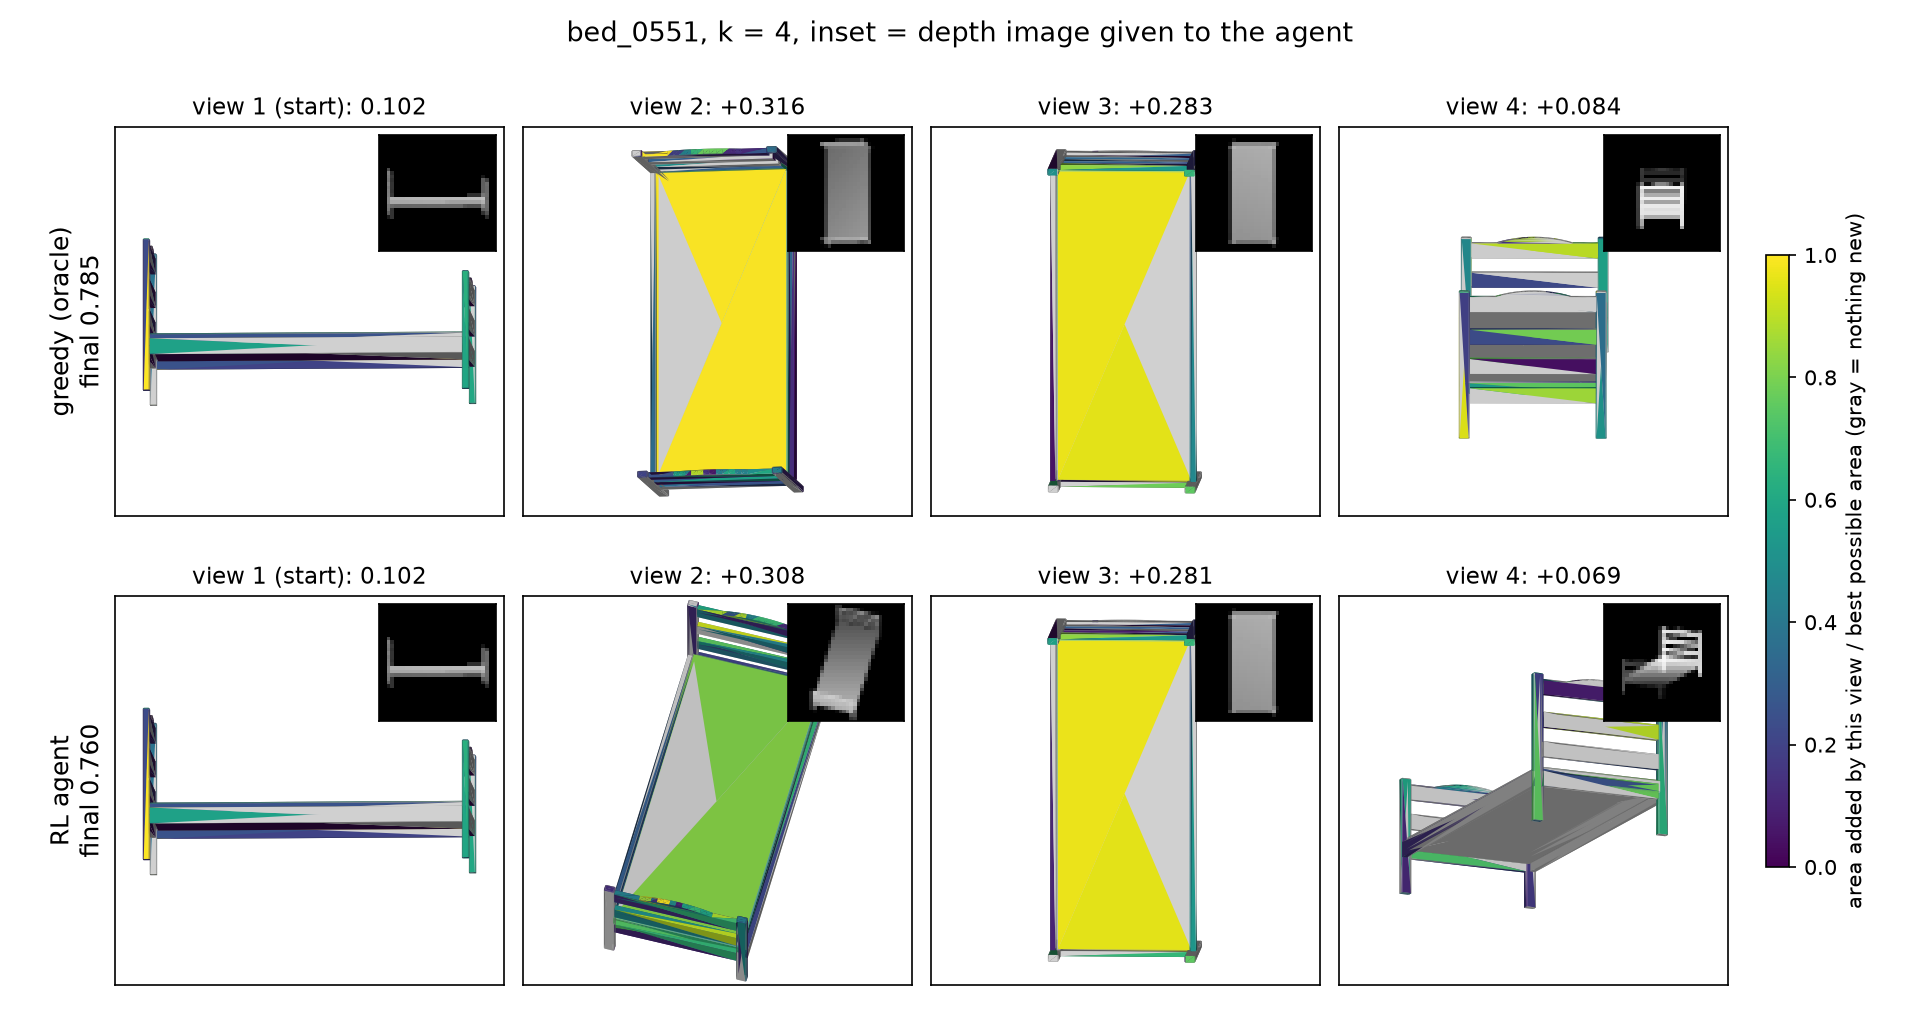 bed_0551, k = 4, inset = depth image given to the agent
view 1 (start): 0.102
view 2: +0.316
view 3: +0.283
view 4: +0.084
greedy (oracle)
final 0.785
view 1 (start): 0.102
view 2: +0.308
view 3: +0.281
view 4: +0.069
RL agent
final 0.760
1.0
0.8
0.6
0.4
0.2
0.0
area added by this view / best possible area (gray = nothing new)